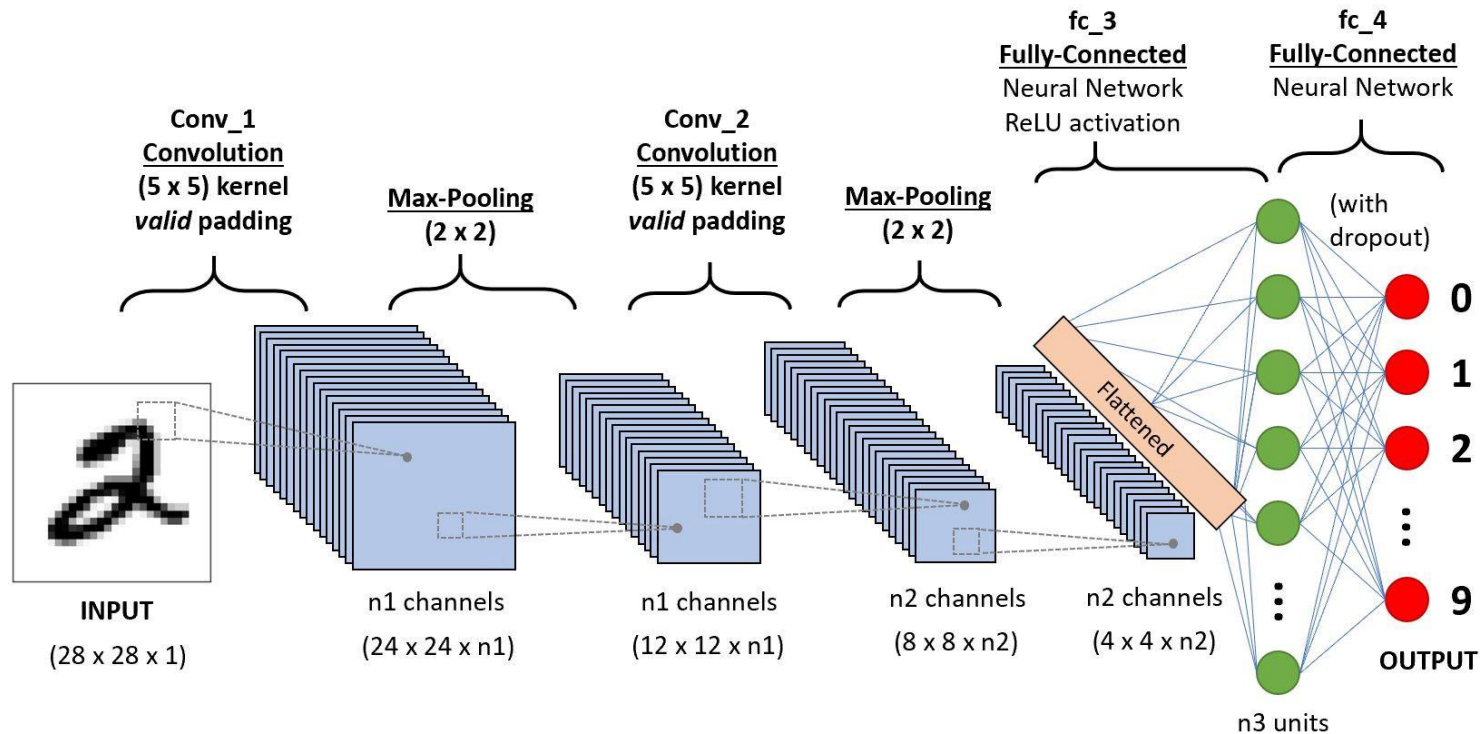 Conv_1
Convolution
(5 x 5) kernel
valid padding
Max-Pooling
(2 x 2)
Conv_2
Convolution
(5 x 5) kernel
valid padding
Max-Pooling
(2 x 2)
fc_3
Fully-Connected
Neural Network
ReLU activation
fc_4
Fully-Connected
Neural Network
(with
dropout)
2
INPUT
(28 x 28 x 1)
n1 channels
(24 x 24 x n1)
n1 channels
(12 x 12 x n1)
n2 channels
(8 x 8 x n2)
n2 channels
(4 x 4 x n2)
Flattened
n3 units
0
1
2
9
OUTPUT